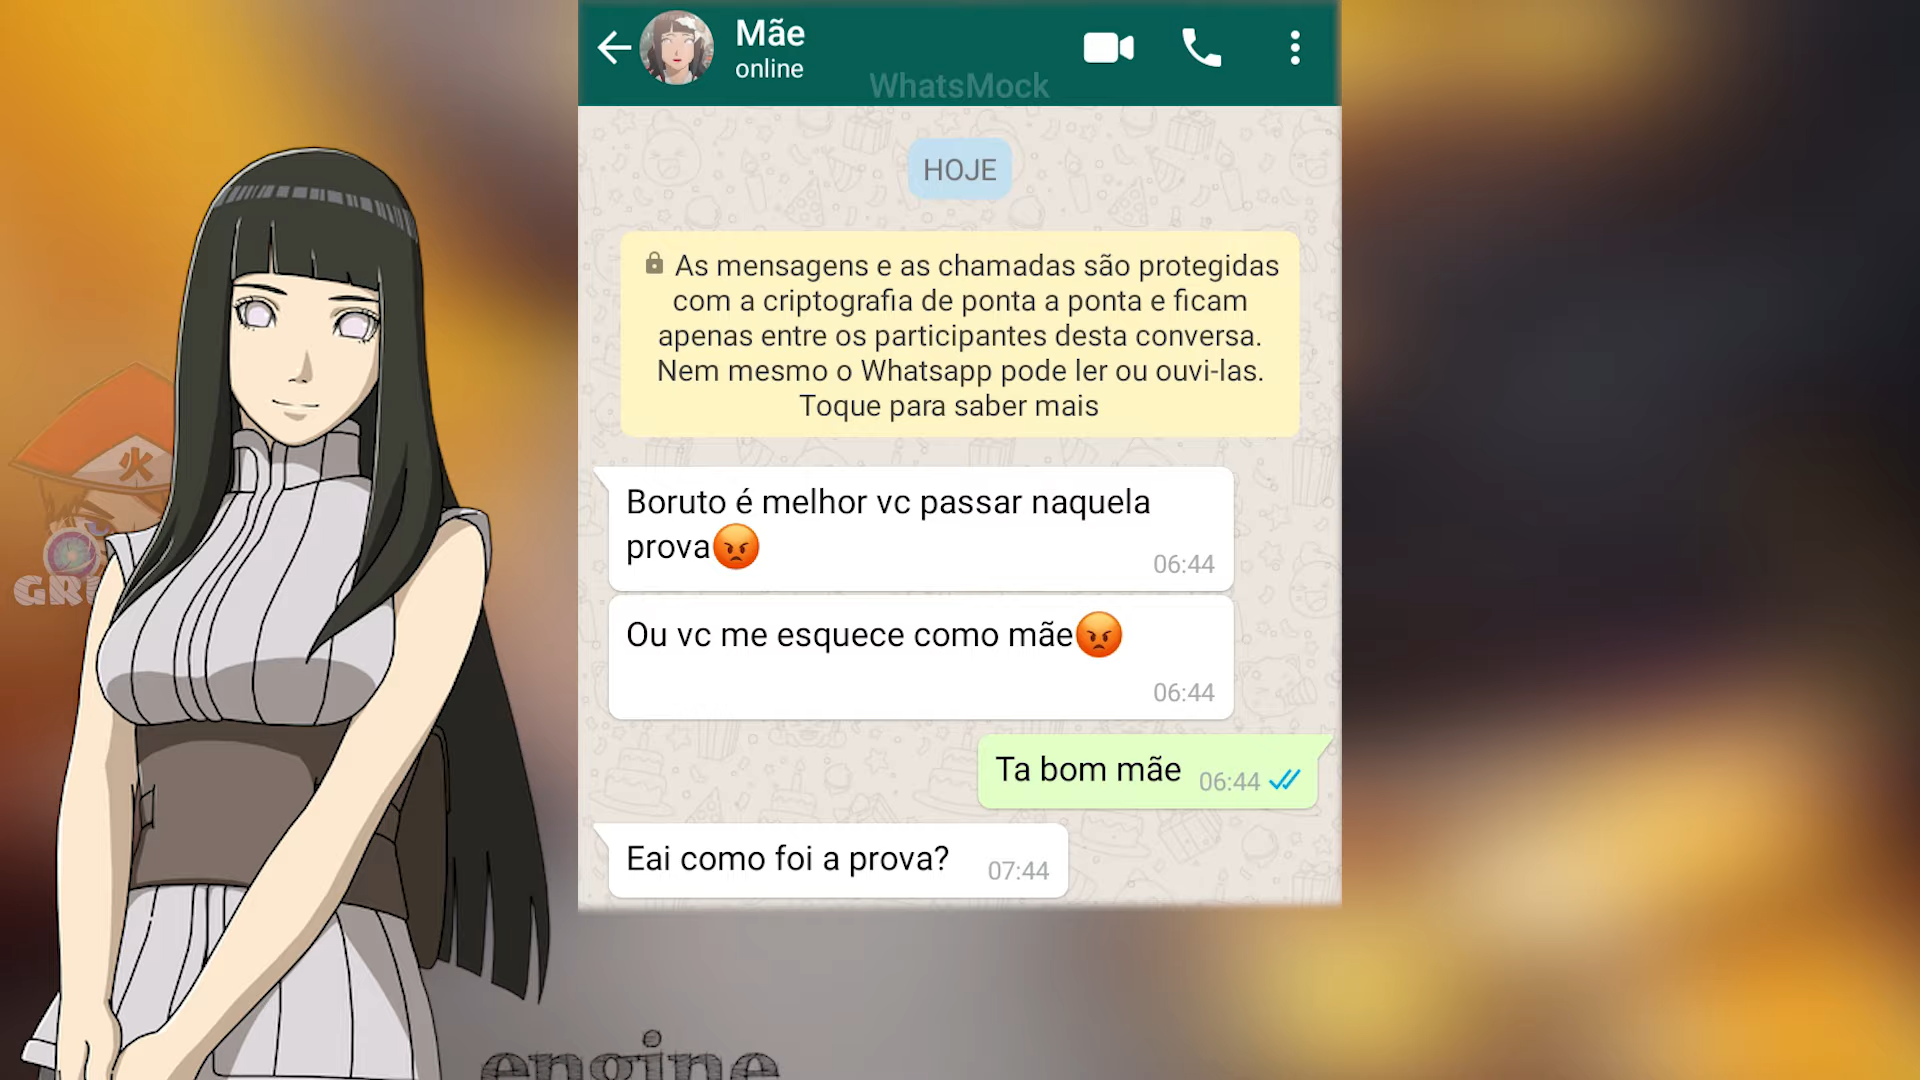 Mãe
online
WhatsMock
HOJE
As mensagens e as chamadas são protegidas
com a criptografia de ponta a ponta e ficam
apenas entre os participantes desta conversa.
Nem mesmo o Whatsapp pode ler ou ouvi-las.
Toque para saber mais
Boruto é melhor vc passar naquela
prova😡
06:44
Ou vc me esquece como mãe😡
06:44
Ta bom mãe 06:44
Eai como foi a prova? 07:44
火
engine